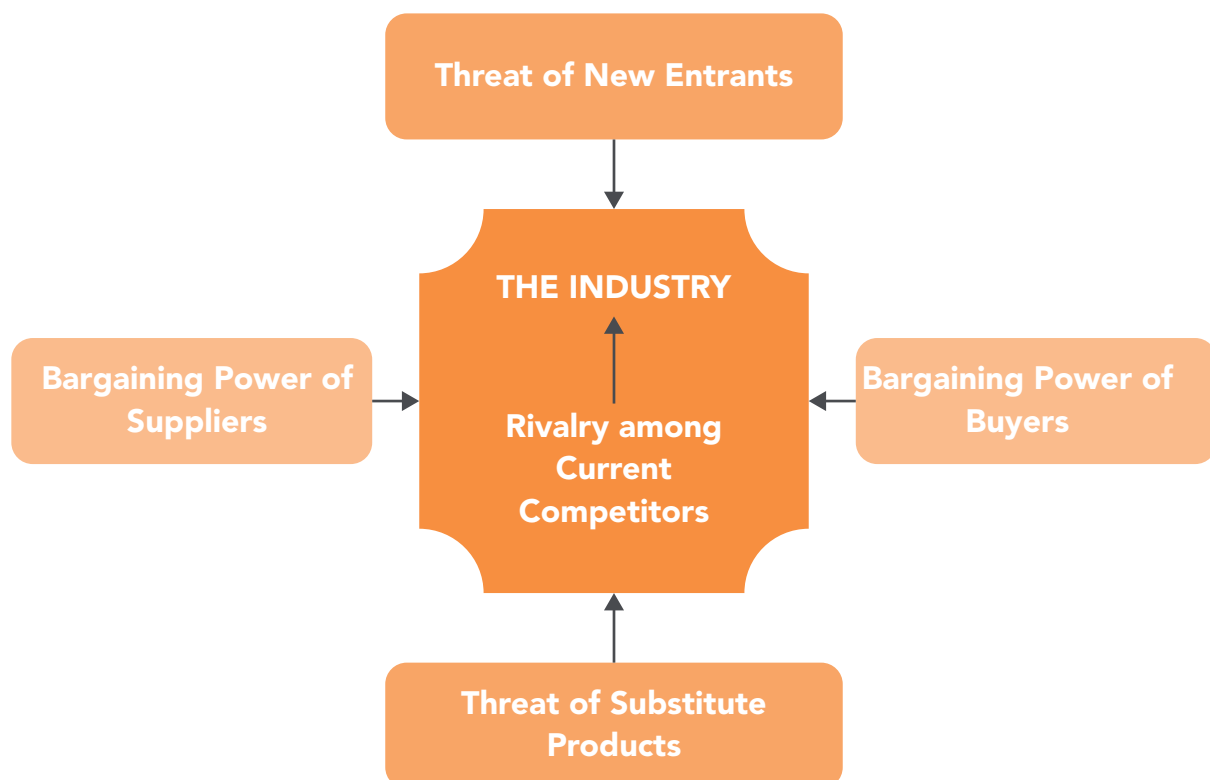 Threat of New Entrants
THE INDUSTRY
Bargaining Power of
Suppliers
Rivalry among
Current
Competitors
Bargaining Power of
Buyers
Threat of Substitute
Products